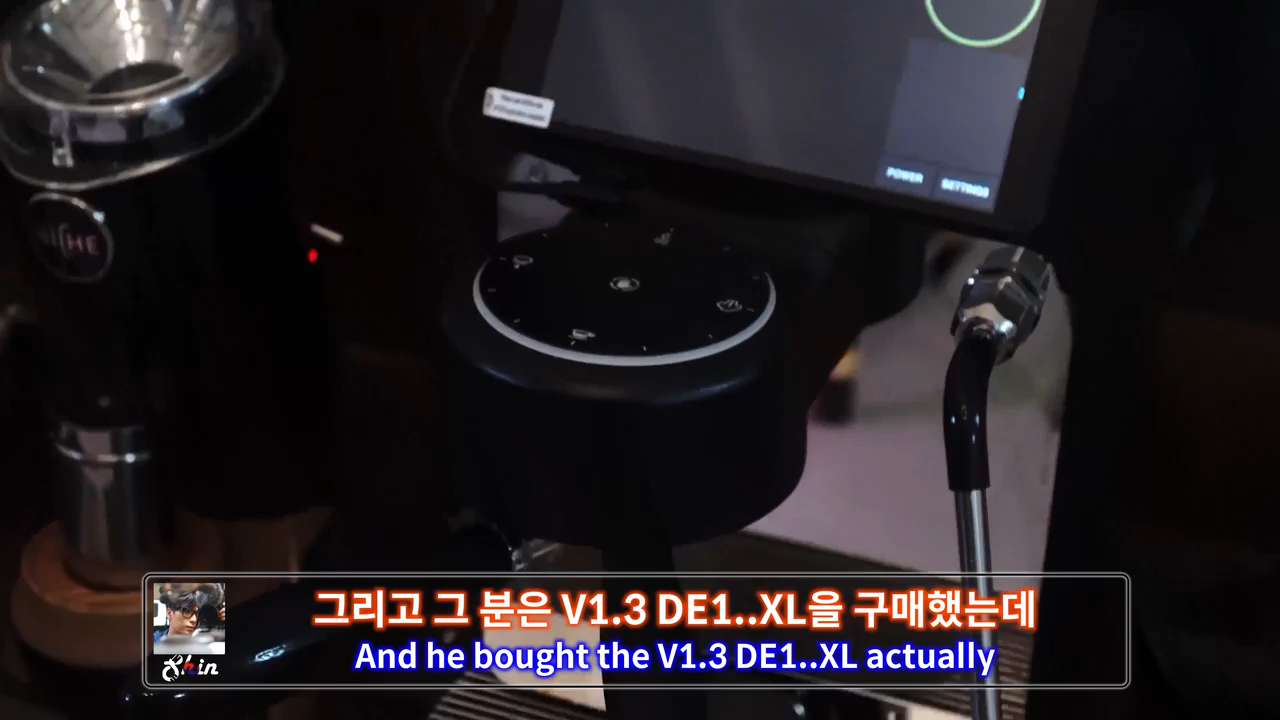 POWER
SETTINGS
그리고 그 분은 V1.3 DE1..XL을 구매했는데
And he bought the V1.3 DE1..XL actually
Shin